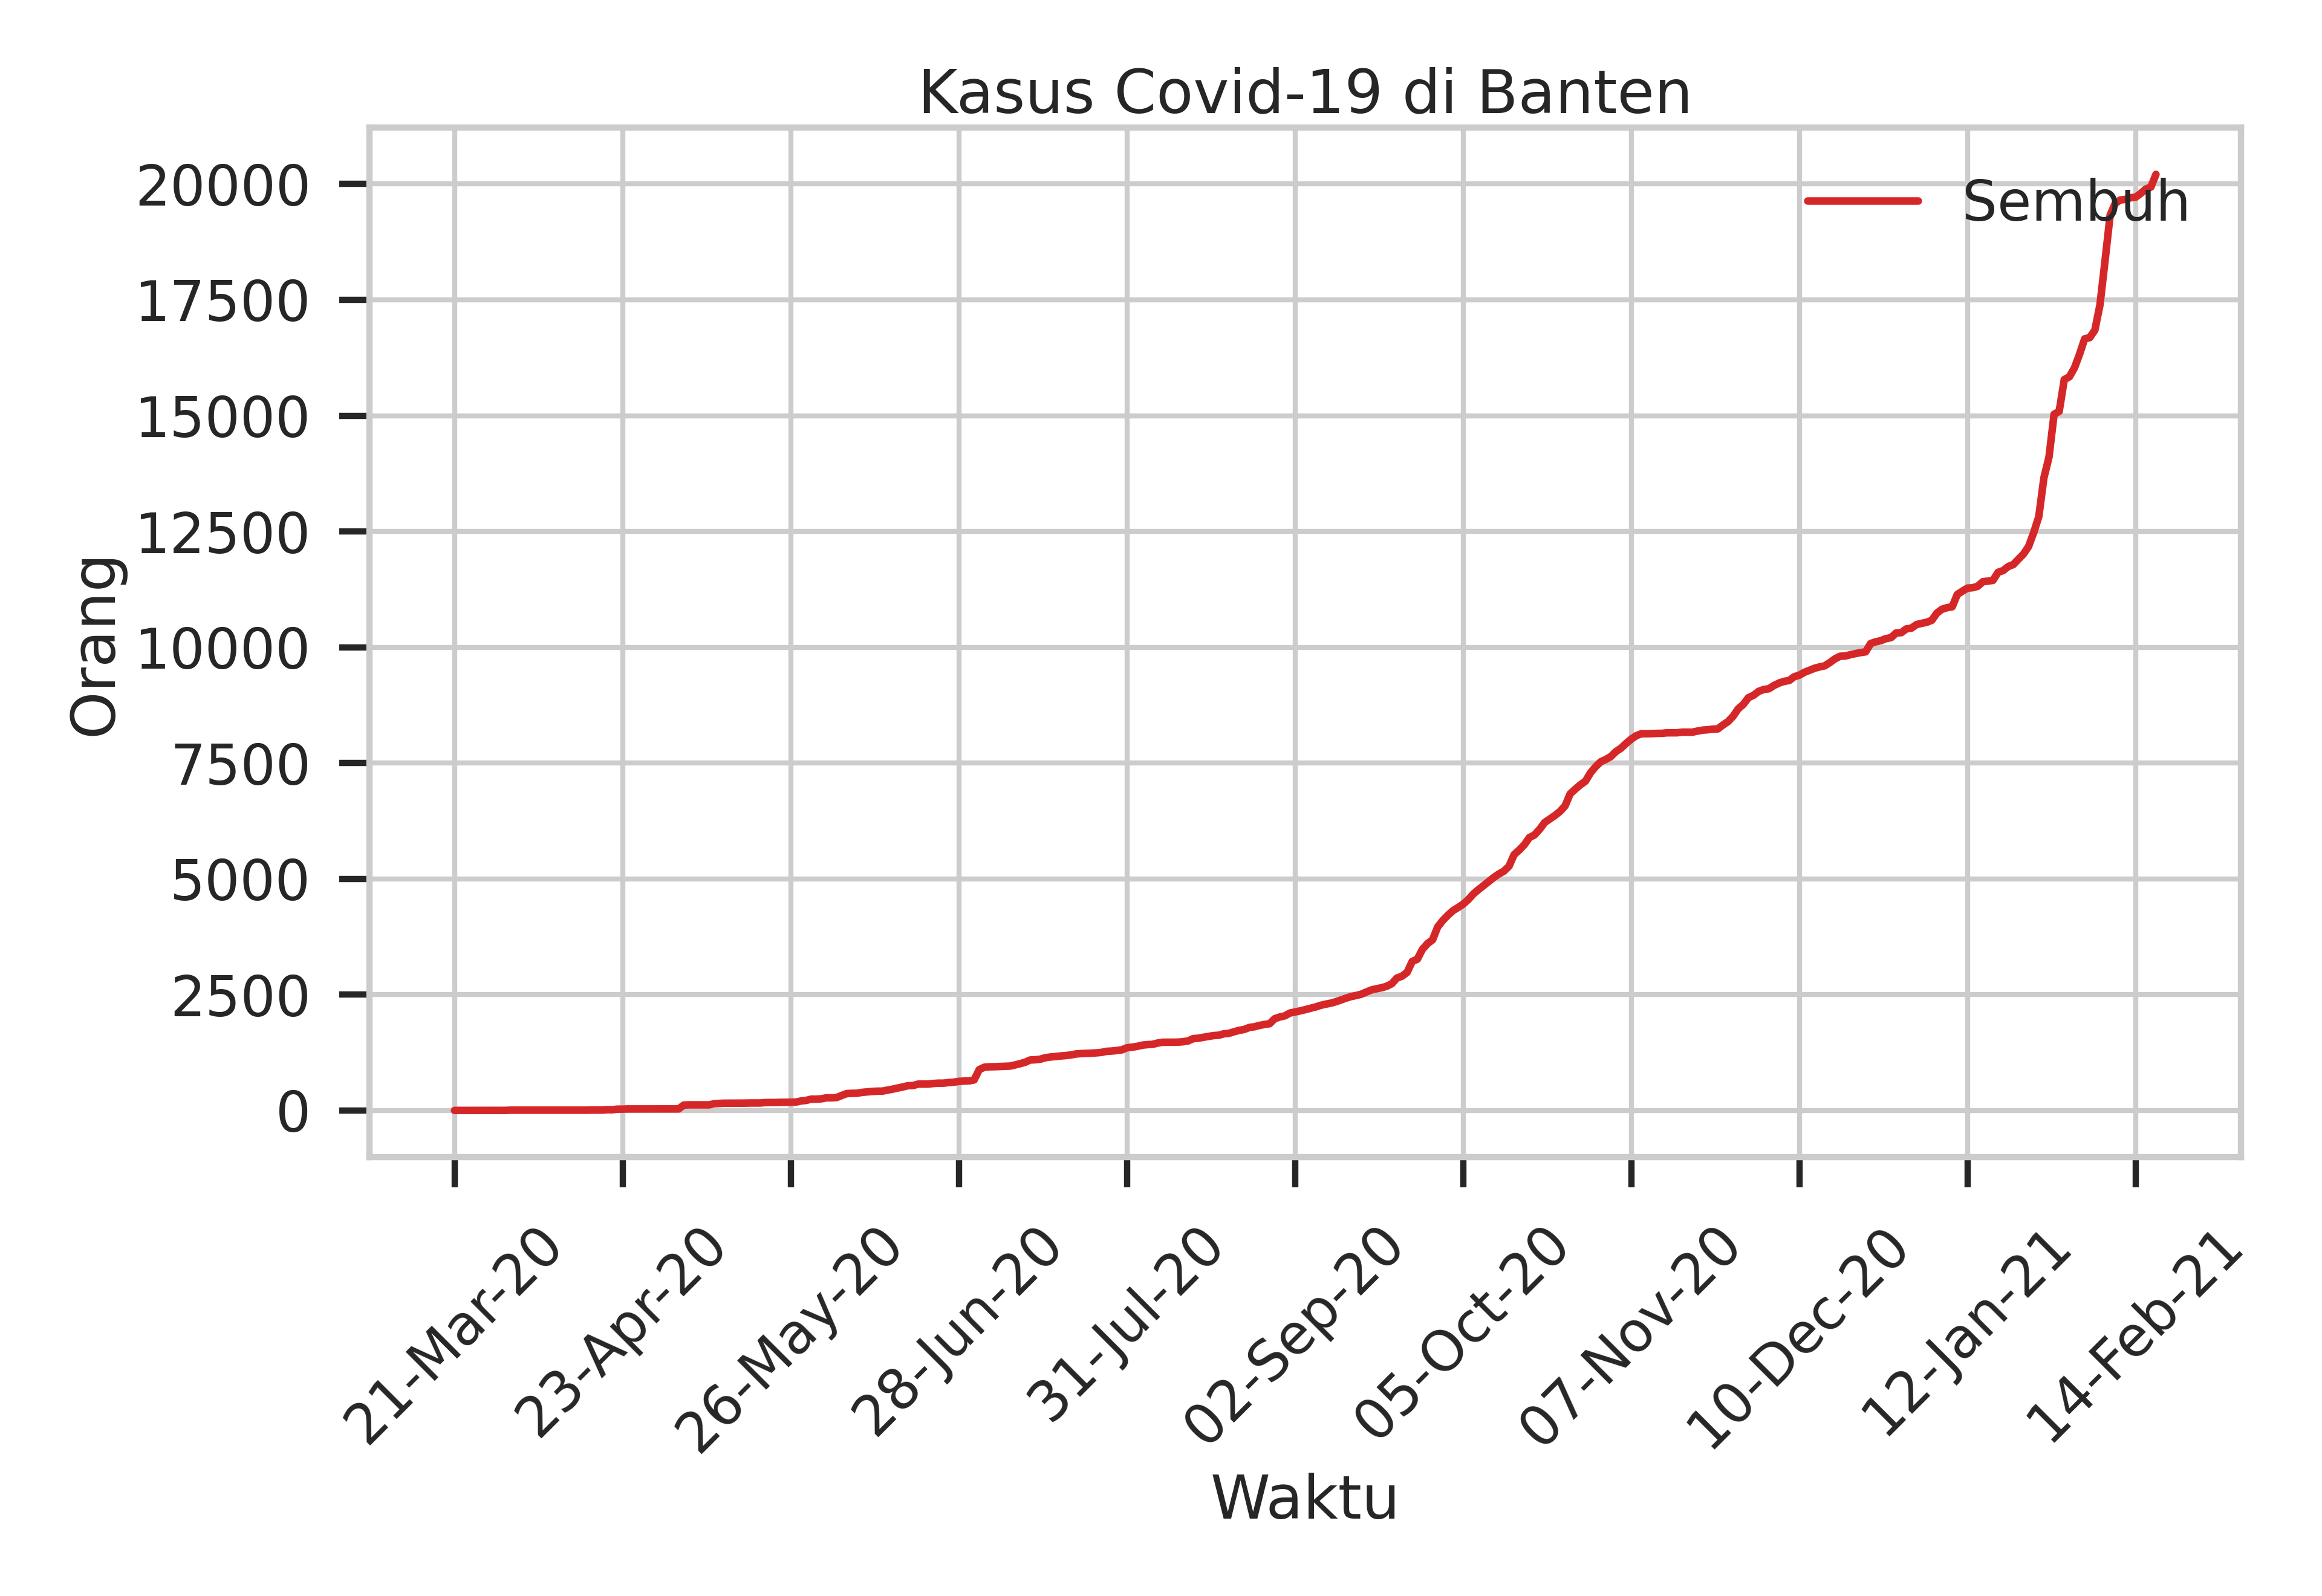 Kasus Covid-19 di Banten
Sembuh
Orang
20000
17500
15000
12500
10000
7500
5000
2500
0
21-Mar-20
23-Apr-20
26-May-20
28-Jun-20
31-Jul-20
02-Sep-20
05-Oct-20
07-Nov-20
10-Dec-20
12-Jan-21
14-Feb-21
Waktu